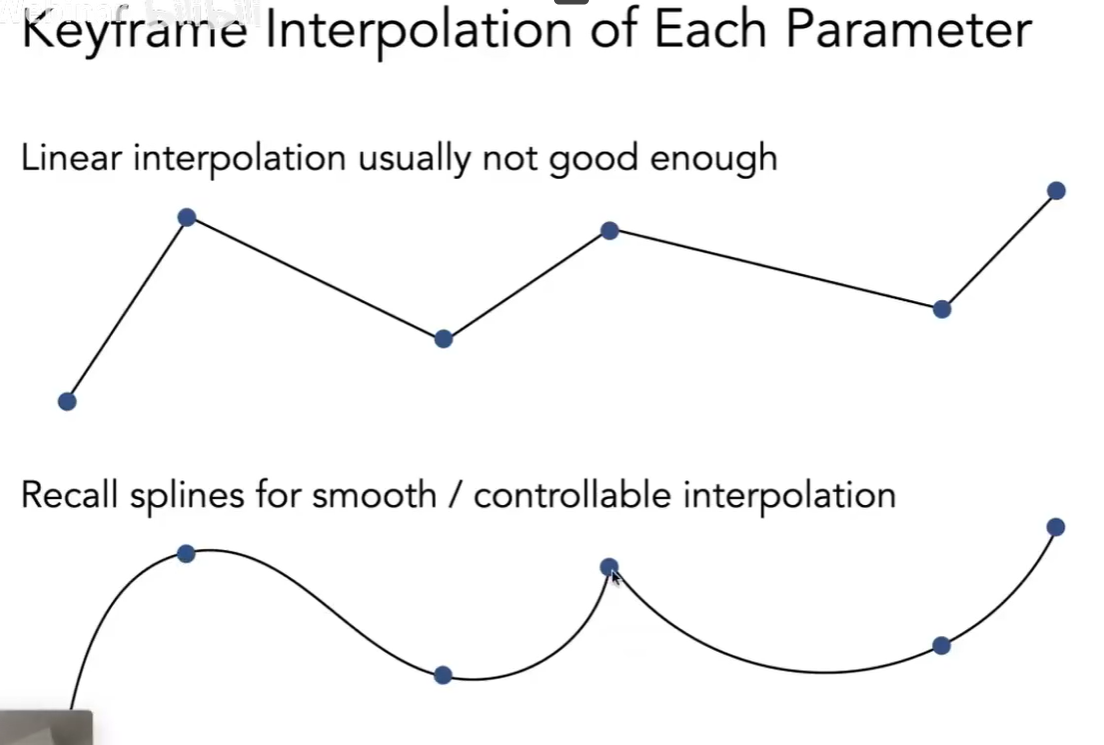 Keyframe Interpolation of Each Parameter
Linear interpolation usually not good enough
Recall splines for smooth / controllable interpolation